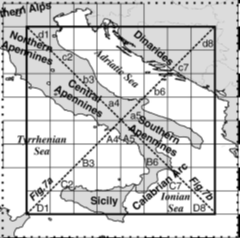 thern Alps
d1
d8
Northern
Apennines
c2
Dinarides
Adriatic Sea
c7
b3
b6
Central
Apennines
a4
a5
Southern
Apennines
A4
A5
Tyrrhenian
Sea
B3
B6
Calabrian Arc
Fig.7a
C2
C7
Fig.7b
Ionian
Sea
Sicily
D1
D8